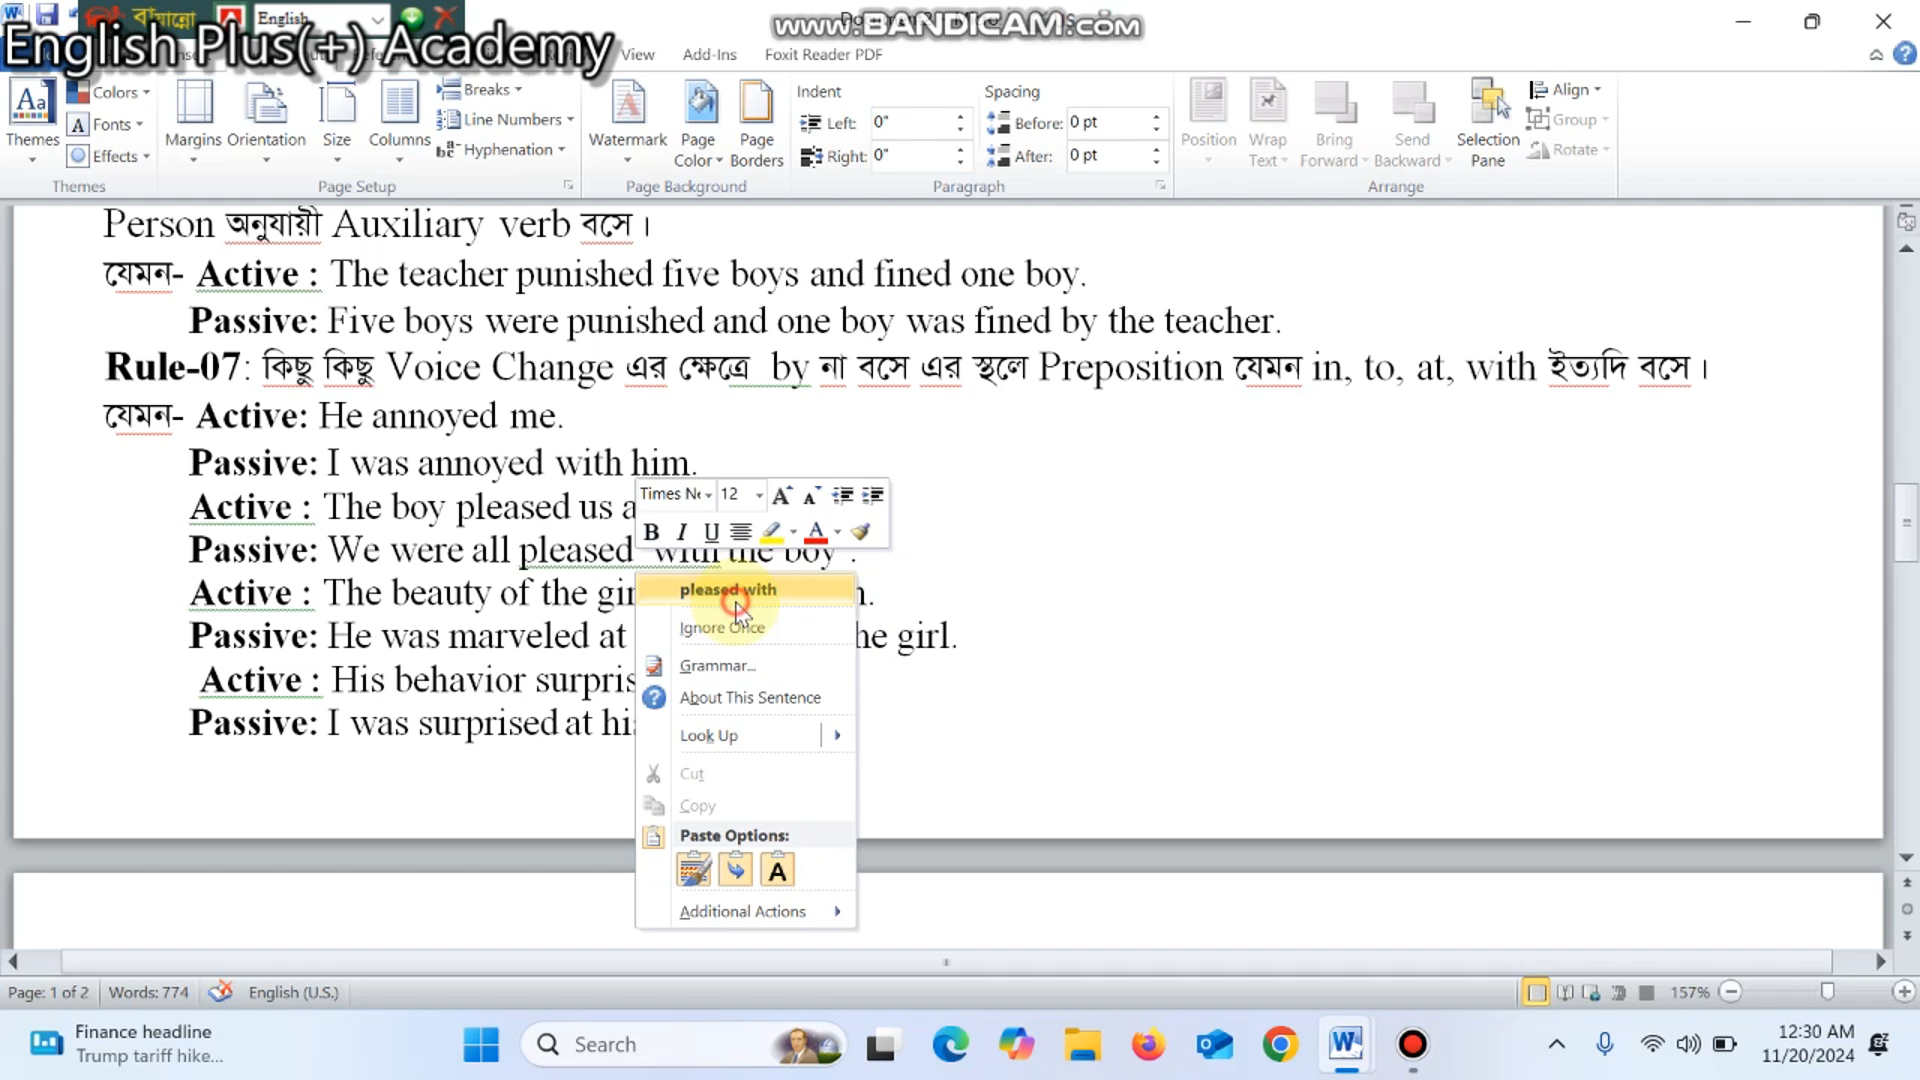 বায়ান্নো English
www.BANDICAM.com
English Plus(+) Academy
View Add-Ins Foxit Reader PDF
Themes Colors Fonts Effects
Margins Orientation Size Columns Breaks Line Numbers Hyphenation
Watermark Page Color Page Borders
Indent Spacing
Left: 0" Before: 0 pt
Right: 0" After: 0 pt
Position Wrap Text Bring Forward Send Backward Selection Pane Align Group Rotate
Themes Page Setup Page Background Paragraph Arrange
Person অনুযায়ী Auxiliary verb বসে।
যেমন- Active : The teacher punished five boys and fined one boy.
Passive: Five boys were punished and one boy was fined by the teacher.
Rule-07: কিছু কিছু Voice Change এর ক্ষেত্রে by না বসে এর স্থলে Preposition যেমন in, to, at, with ইত্যদি বসে।
যেমন- Active: He annoyed me.
Passive: I was annoyed with him.
Times Ne 12
Active : The boy pleased us a
B I U A
Passive: We were all pleased with the boy .
pleased with
Active : The beauty of the gir n.
Ignore Once
Passive: He was marveled at he girl.
Grammar...
Active : His behavior surpris
About This Sentence
Passive: I was surprised at hi
Look Up
Cut
Copy
Paste Options:
A
Additional Actions
Page: 1 of 2 Words: 774 English (U.S.) 157%
Finance headline
Trump tariff hike...
Search
12:30 AM
11/20/2024